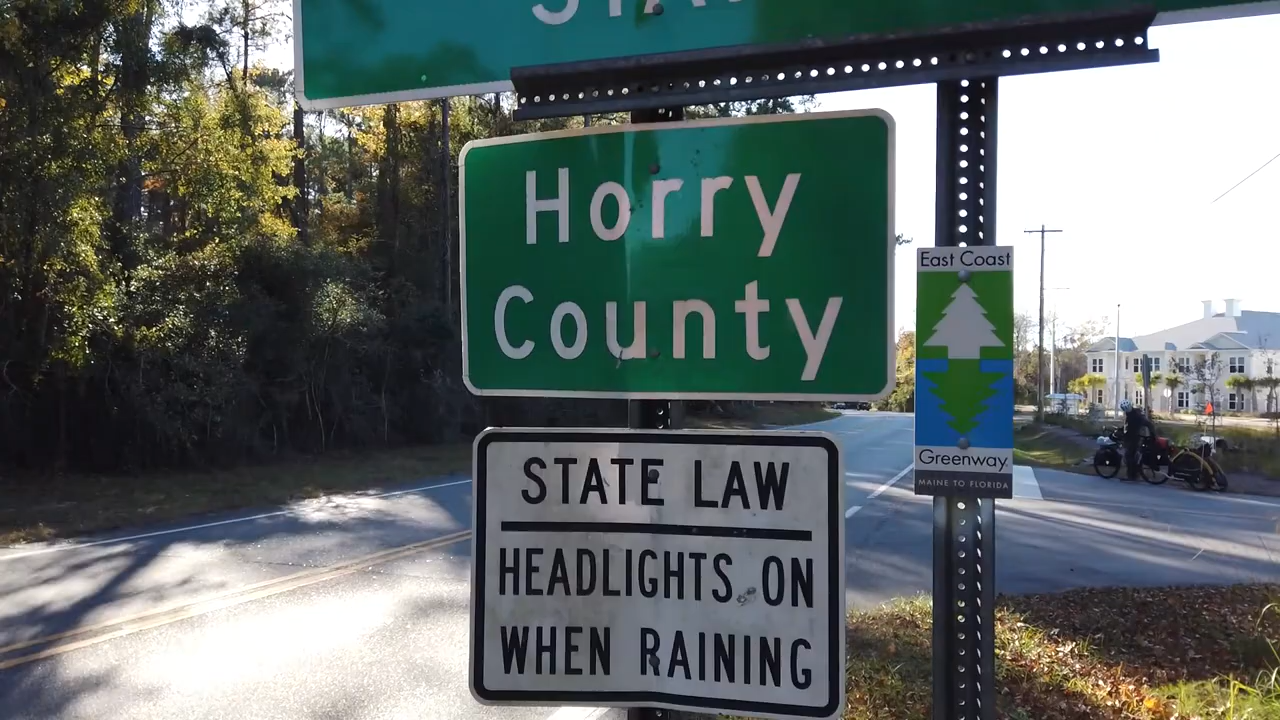 Horry
County
STATE LAW
HEADLIGHTS ON
WHEN RAINING
East Coast
Greenway
MAINE TO FLORIDA